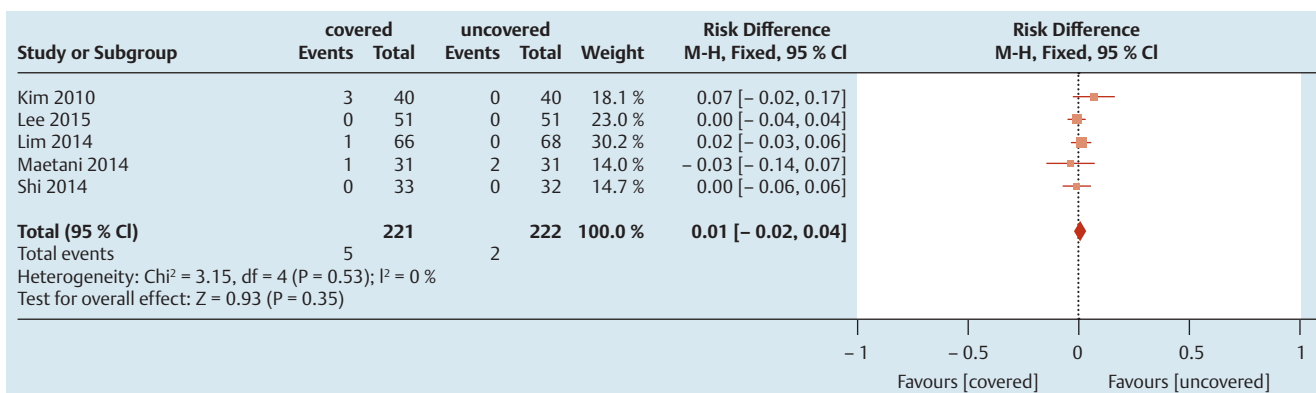 covered uncovered Risk Difference Risk Difference
Study or Subgroup Events Total Events Total Weight M-H, Fixed, 95 % Cl M-H, Fixed, 95 % Cl
Kim 2010 3 40 0 40 18.1 % 0.07 [– 0.02, 0.17]
Lee 2015 0 51 0 51 23.0 % 0.00 [– 0.04, 0.04]
Lim 2014 1 66 0 68 30.2 % 0.02 [– 0.03, 0.06]
Maetani 2014 1 31 2 31 14.0 % – 0.03 [– 0.14, 0.07]
Shi 2014 0 33 0 32 14.7 % 0.00 [– 0.06, 0.06]
Total (95 % Cl) 221 222 100.0 % 0.01 [– 0.02, 0.04]
Total events 5 2
Heterogeneity: Chi² = 3.15, df = 4 (P = 0.53); l² = 0 %
Test for overall effect: Z = 0.93 (P = 0.35)
– 1 – 0.5 0 0.5 1
Favours [covered] Favours [uncovered]